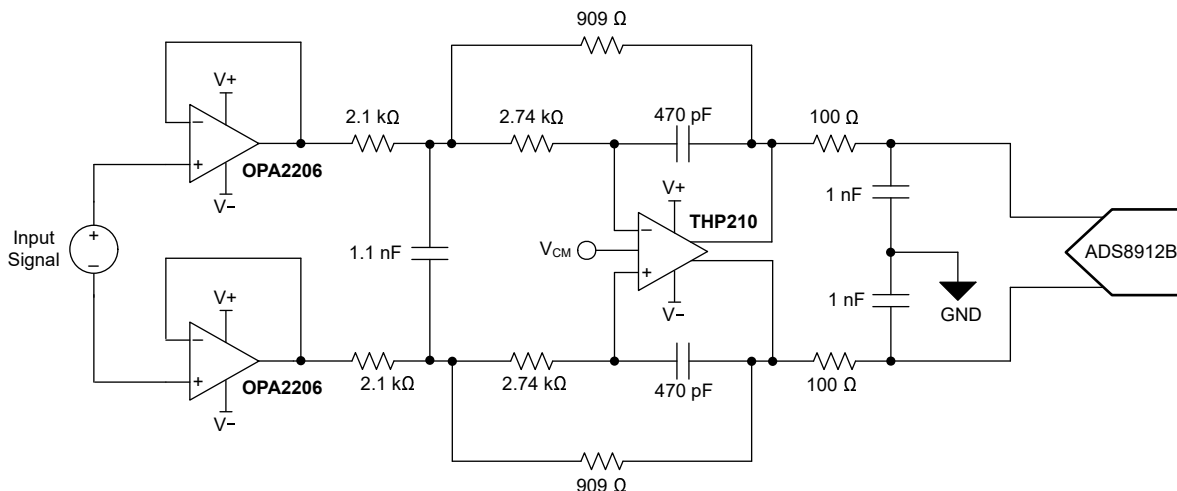 909 Ω
V+
2.1 kΩ
2.74 kΩ
470 pF
100 Ω
−
+
OPA2206
V−
1 nF
V+
THP210
Input
Signal
+
−
1.1 nF
VCM
−
+
ADS8912B
V+
V−
1 nF
GND
−
+
OPA2206
V−
2.1 kΩ
2.74 kΩ
470 pF
100 Ω
909 Ω